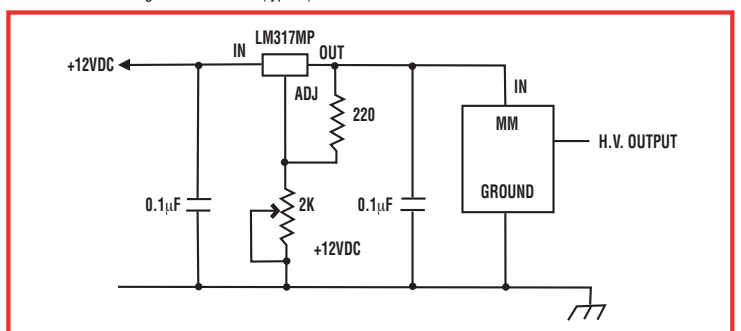 LM317MP
IN
OUT
+12VDC
ADJ
IN
220
MM
H.V. OUTPUT
GROUND
0.1μF
2K
0.1μF
+12VDC